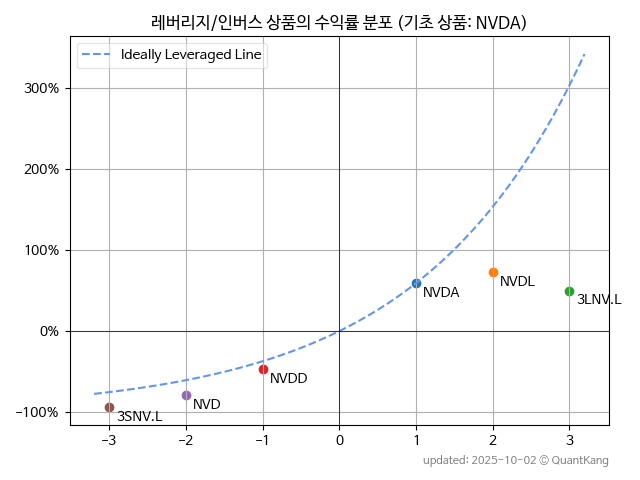 레버리지/인버스 상품의 수익률 분포 (기초 상품: NVDA)
Ideally Leveraged Line
300%
200%
100%
0%
−100%
NVDA
NVDL
3LNV.L
NVDD
NVD
3SNV.L
−3 −2 −1 0 1 2 3
updated: 2025-10-02 © QuantKang